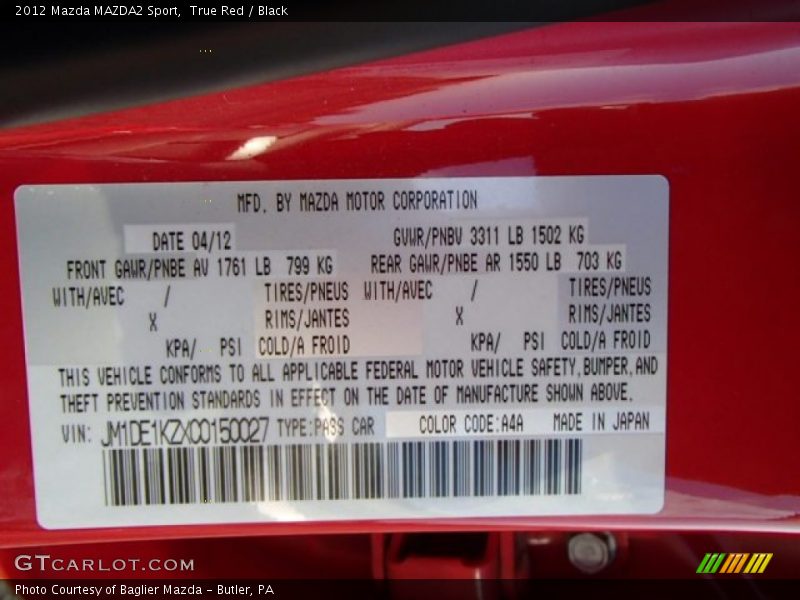 2012 Mazda MAZDA2 Sport, True Red / Black
MFD. BY MAZDA MOTOR CORPORATION
DATE 04/12 GVWR/PNBV 3311 LB 1502 KG
FRONT GAWR/PNBE AV 1761 LB 799 KG REAR GAWR/PNBE AR 1550 LB 703 KG
WITH/AVEC / TIRES/PNEUS WITH/AVEC / TIRES/PNEUS
X RIMS/JANTES X RIMS/JANTES
KPA/ PSI COLD/A FROID KPA/ PSI COLD/A FROID
THIS VEHICLE CONFORMS TO ALL APPLICABLE FEDERAL MOTOR VEHICLE SAFETY,BUMPER,AND
THEFT PREVENTION STANDARDS IN EFFECT ON THE DATE OF MANUFACTURE SHOWN ABOVE.
VIN: JM1DE1KZXC0150027 TYPE:PASS CAR COLOR CODE:A4A MADE IN JAPAN
GTCARLOT.COM
Photo Courtesy of Baglier Mazda - Butler, PA